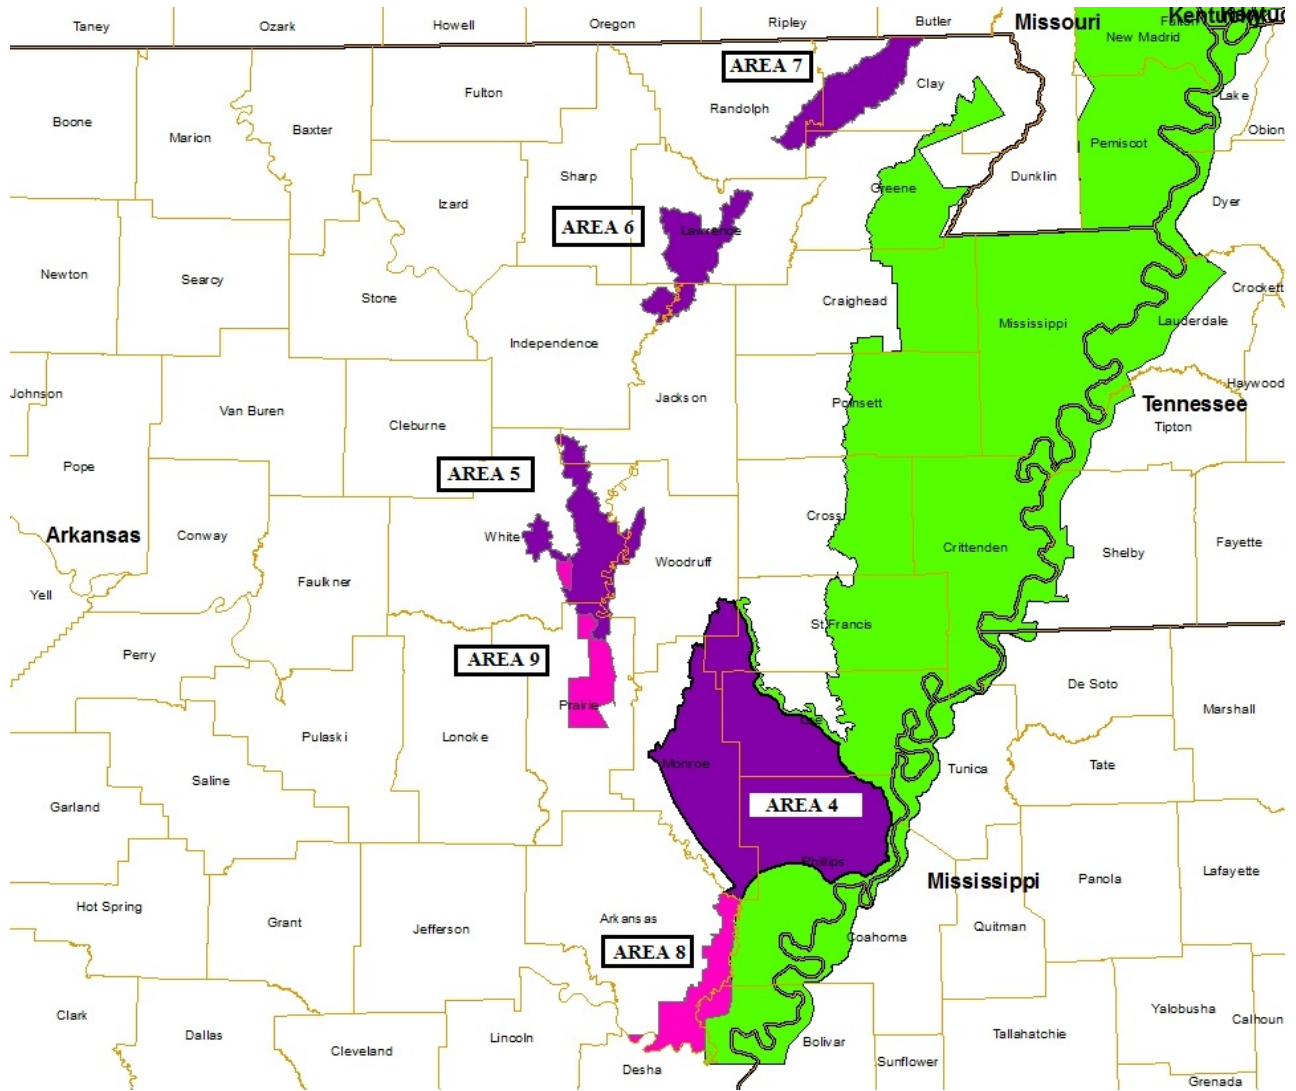 Taney
Ozark
Howell
Oregon
Ripley
Butler
Missouri
Fulton
New Madrid
AREA 7
Boone
Marion
Baxter
Fulton
Randolph
Clay
Lake
Obion
Pemiscot
Sharp
Izard
Greene
Dunklin
Dyer
AREA 6
Lawrence
Newton
Searcy
Stone
Independence
Craighead
Mississippi
Lauderdale
Crockett
Johnson
Van Buren
Cleburne
Jackson
Poinsett
Haywood
Tennessee
Tipton
Pope
AREA 5
Arkansas
Conway
White
Cross
Crittenden
Shelby
Fayette
Yell
Faulkner
Woodruff
St.Francis
Perry
AREA 9
De Soto
Marshall
Prairie
Lee
Pulaski
Lonoke
Monroe
Tunica
Tate
Saline
Garland
AREA 4
Phillips
Mississippi
Panola
Lafayette
Hot Spring
Grant
Jefferson
Arkansas
Quitman
Coahoma
AREA 8
Clark
Dallas
Cleveland
Lincoln
Desha
Bolivar
Sunflower
Tallahatchie
Yalobusha
Calhoun
Grenada